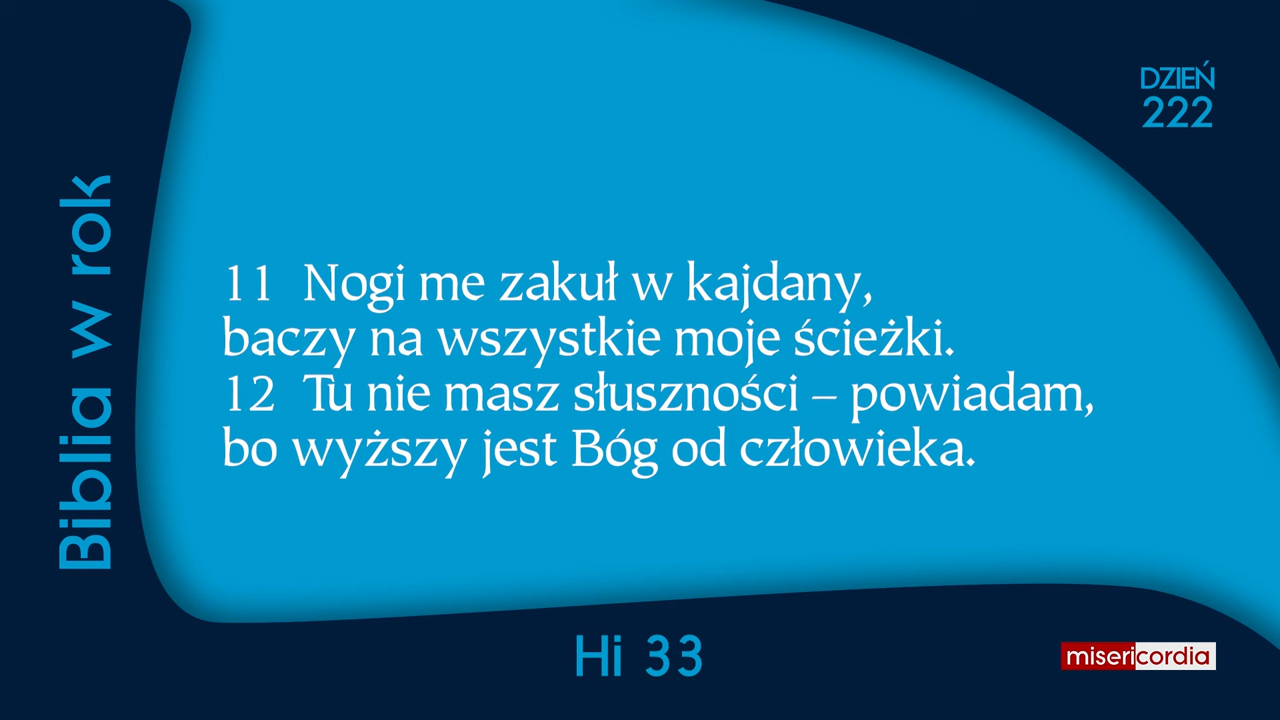 DZIEŃ
222
Biblia w rok
11 Nogi me zakuł w kajdany,
baczy na wszystkie moje ścieżki.
12 Tu nie masz słuszności – powiadam,
bo wyższy jest Bóg od człowieka.
Hi 33
misericordia